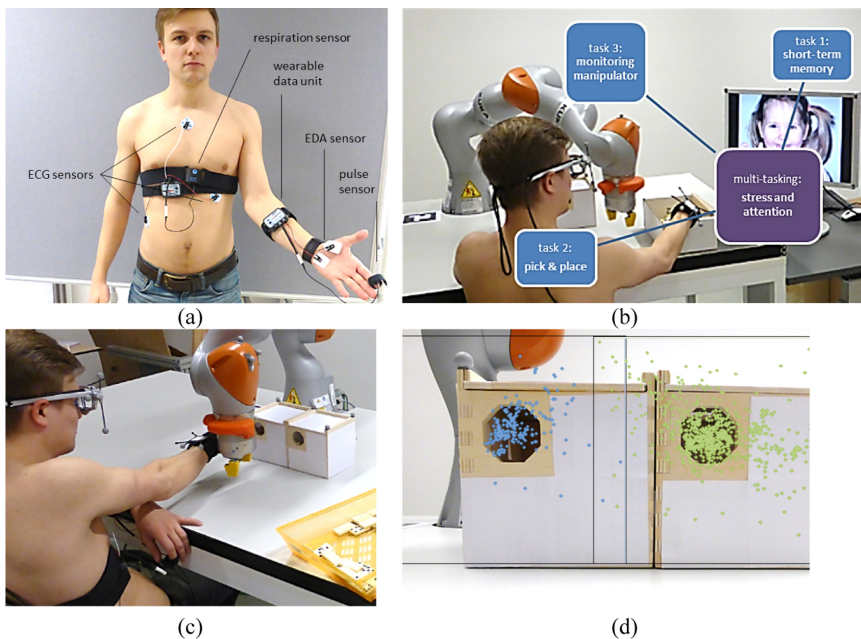 respiration sensor
wearable
data unit
EDA sensor
pulse
sensor
ECG sensors
(a)
task 3:
monitoring
manipulator
task 1:
short-term
memory
multi-tasking:
stress and
attention
task 2:
pick & place
KUKA
(b)
(c)
(d)